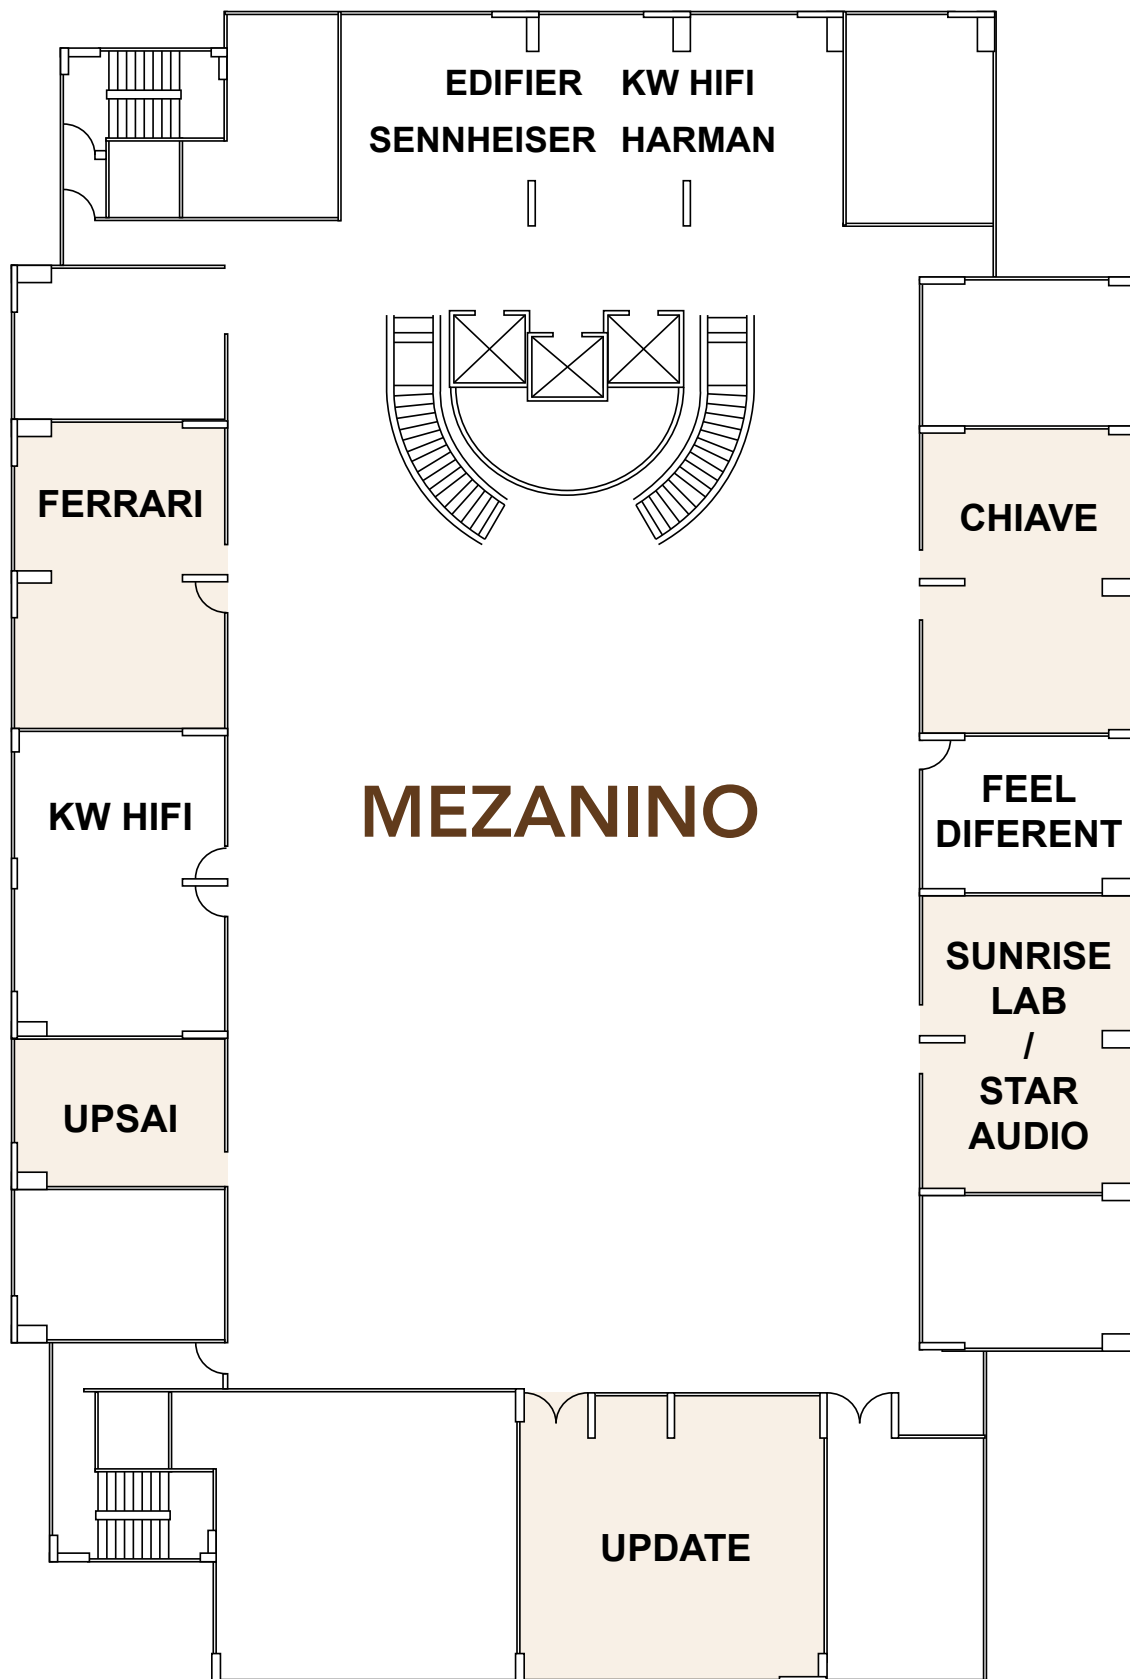 EDIFIER KW HIFI
SENNHEISER HARMAN
FERRARI
CHIAVE
MEZANINO
KW HIFI
FEEL
DIFERENT
SUNRISE
LAB
/
STAR
AUDIO
UPSAI
UPDATE